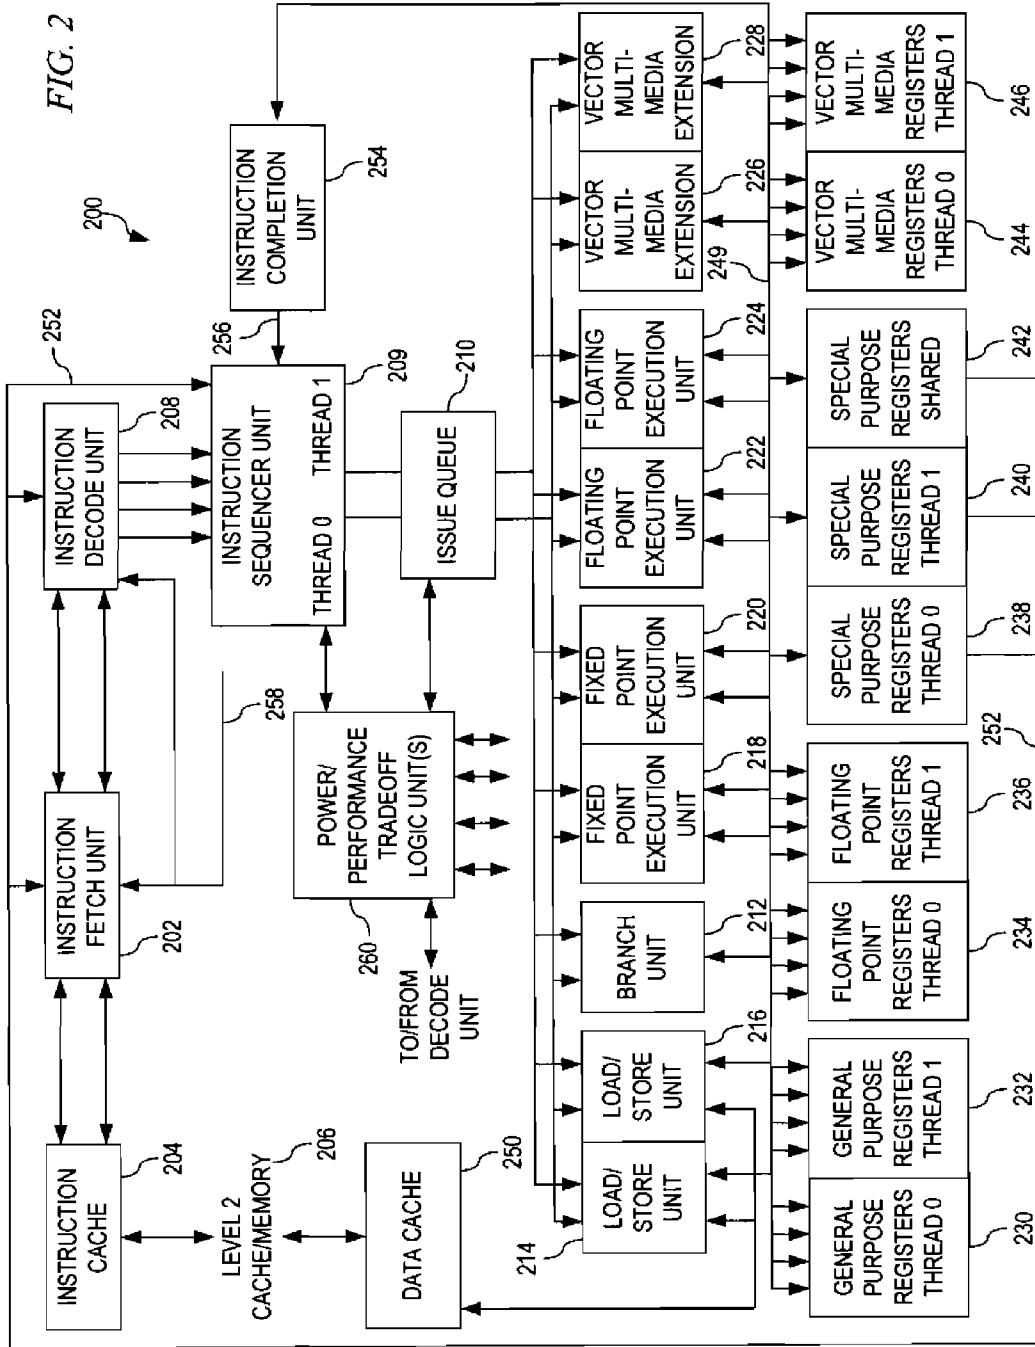 FIG. 2
200
INSTRUCTION
CACHE
204
INSTRUCTION
FETCH UNIT
202
INSTRUCTION
DECODE UNIT
208
252
258
LEVEL 2
CACHE/MEMORY
206
INSTRUCTION
SEQUENCER UNIT
THREAD 0
THREAD 1
209
256
INSTRUCTION
COMPLETION
UNIT
254
POWER/
PERFORMANCE
TRADEOFF
LOGIC UNIT(S)
260
TO/FROM
DECODE
UNIT
DATA CACHE
250
ISSUE QUEUE
210
LOAD/
STORE
UNIT
214
LOAD/
STORE
UNIT
216
BRANCH
UNIT
212
FIXED
POINT
EXECUTION
UNIT
218
FIXED
POINT
EXECUTION
UNIT
220
FLOATING
POINT
EXECUTION
UNIT
222
FLOATING
POINT
EXECUTION
UNIT
224
VECTOR
MULTI-
MEDIA
EXTENSION
226
VECTOR
MULTI-
MEDIA
EXTENSION
228
249
GENERAL
PURPOSE
REGISTERS
THREAD 0
230
GENERAL
PURPOSE
REGISTERS
THREAD 1
232
FLOATING
POINT
REGISTERS
THREAD 0
234
FLOATING
POINT
REGISTERS
THREAD 1
236
SPECIAL
PURPOSE
REGISTERS
THREAD 0
238
SPECIAL
PURPOSE
REGISTERS
THREAD 1
240
SPECIAL
PURPOSE
REGISTERS
SHARED
242
VECTOR
MULTI-
MEDIA
REGISTERS
THREAD 0
244
VECTOR
MULTI-
MEDIA
REGISTERS
THREAD 1
246
252